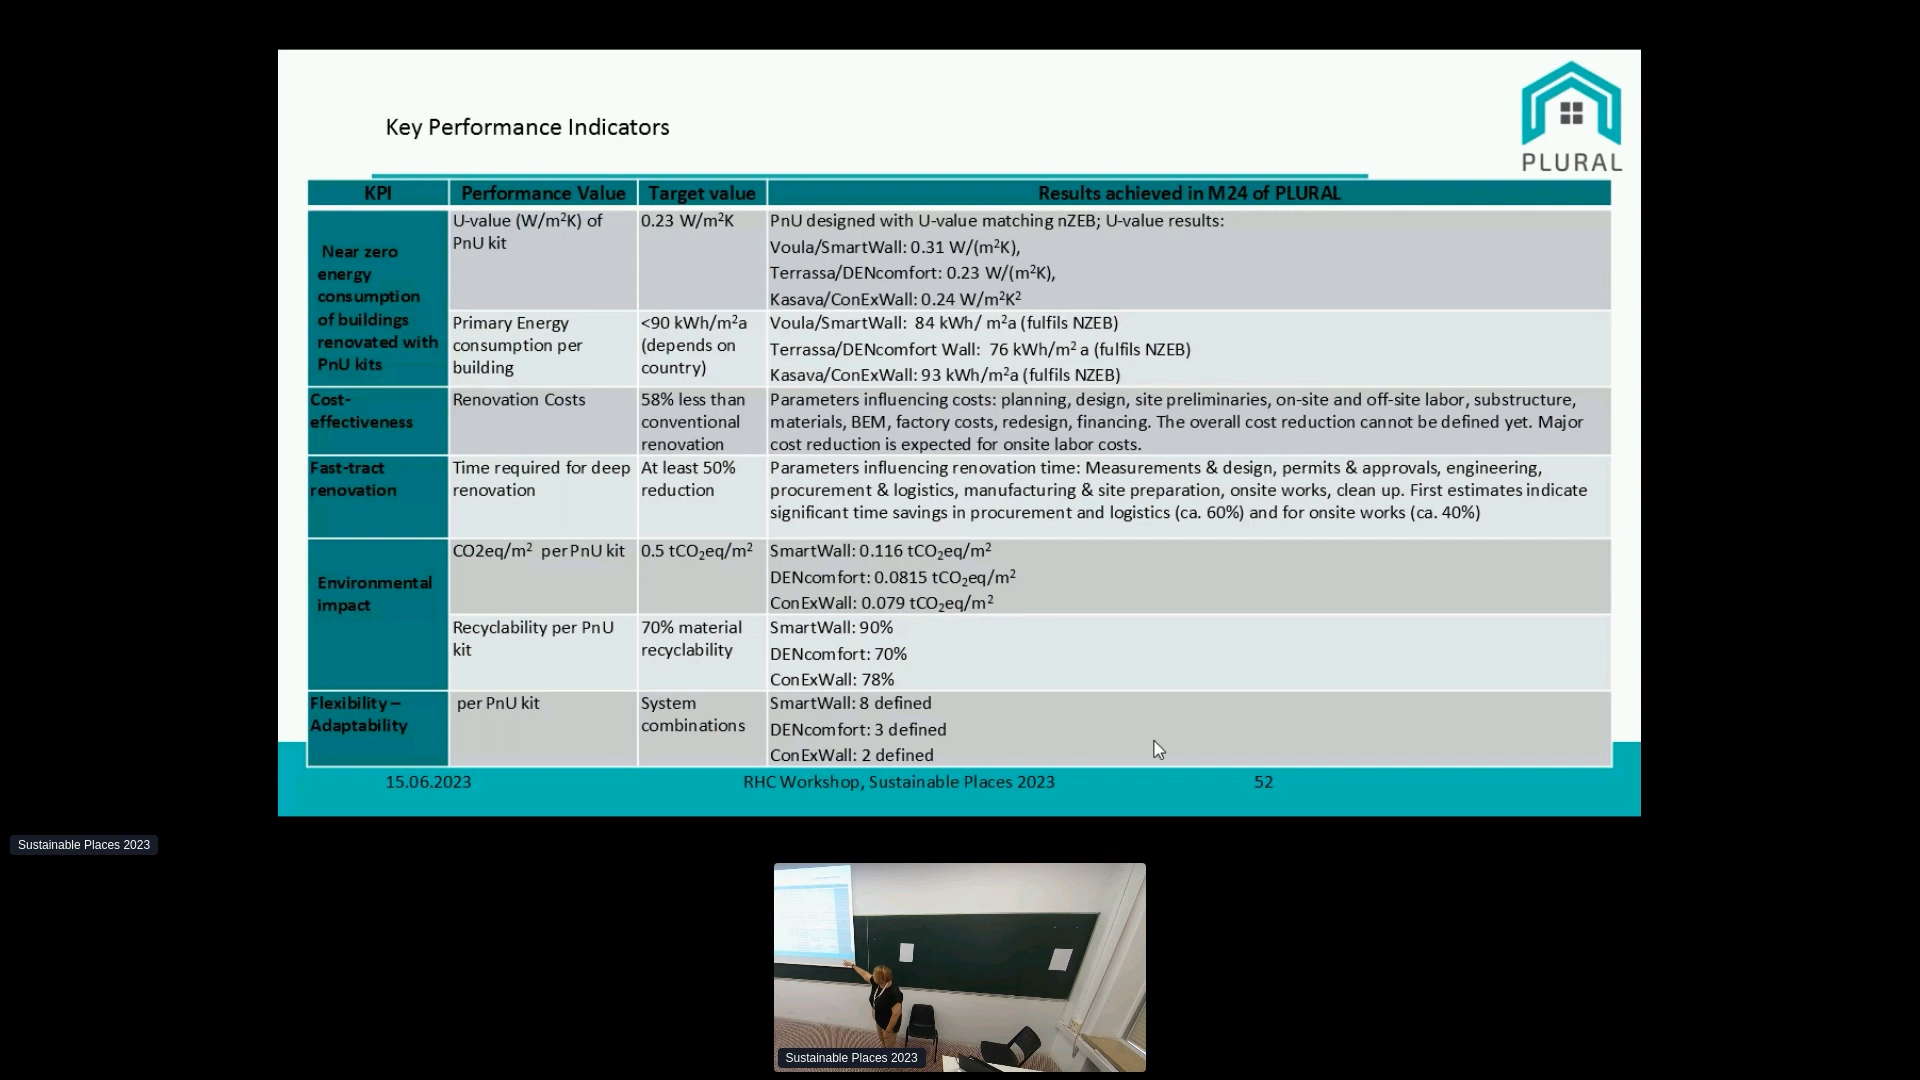 Key Performance Indicators
PLURAL
KPI Performance Value Target value Results achieved in M24 of PLURAL
Near zero
energy
consumption
of buildings
renovated with
PnU kits
U-value (W/m²K) of
PnU kit
0.23 W/m²K
PnU designed with U-value matching nZEB; U-value results:
Voula/SmartWall: 0.31 W/(m²K),
Terrassa/DENcomfort: 0.23 W/(m²K),
Kasava/ConExWall: 0.24 W/m²K²
Primary Energy
consumption per
building
<90 kWh/m²a
(depends on
country)
Voula/SmartWall: 84 kWh/ m²a (fulfils NZEB)
Terrassa/DENcomfort Wall: 76 kWh/m² a (fulfils NZEB)
Kasava/ConExWall: 93 kWh/m²a (fulfils NZEB)
Cost-
effectiveness
Renovation Costs
58% less than
conventional
renovation
Parameters influencing costs: planning, design, site preliminaries, on-site and off-site labor, substructure,
materials, BEM, factory costs, redesign, financing. The overall cost reduction cannot be defined yet. Major
cost reduction is expected for onsite labor costs.
Fast-tract
renovation
Time required for deep
renovation
At least 50%
reduction
Parameters influencing renovation time: Measurements & design, permits & approvals, engineering,
procurement & logistics, manufacturing & site preparation, onsite works, clean up. First estimates indicate
significant time savings in procurement and logistics (ca. 60%) and for onsite works (ca. 40%)
Environmental
impact
CO2eq/m² per PnU kit
0.5 tCO₂eq/m²
SmartWall: 0.116 tCO₂eq/m²
DENcomfort: 0.0815 tCO₂eq/m²
ConExWall: 0.079 tCO₂eq/m²
Recyclability per PnU
kit
70% material
recyclability
SmartWall: 90%
DENcomfort: 70%
ConExWall: 78%
Flexibility –
Adaptability
per PnU kit
System
combinations
SmartWall: 8 defined
DENcomfort: 3 defined
ConExWall: 2 defined
15.06.2023 RHC Workshop, Sustainable Places 2023 52
Sustainable Places 2023
Sustainable Places 2023